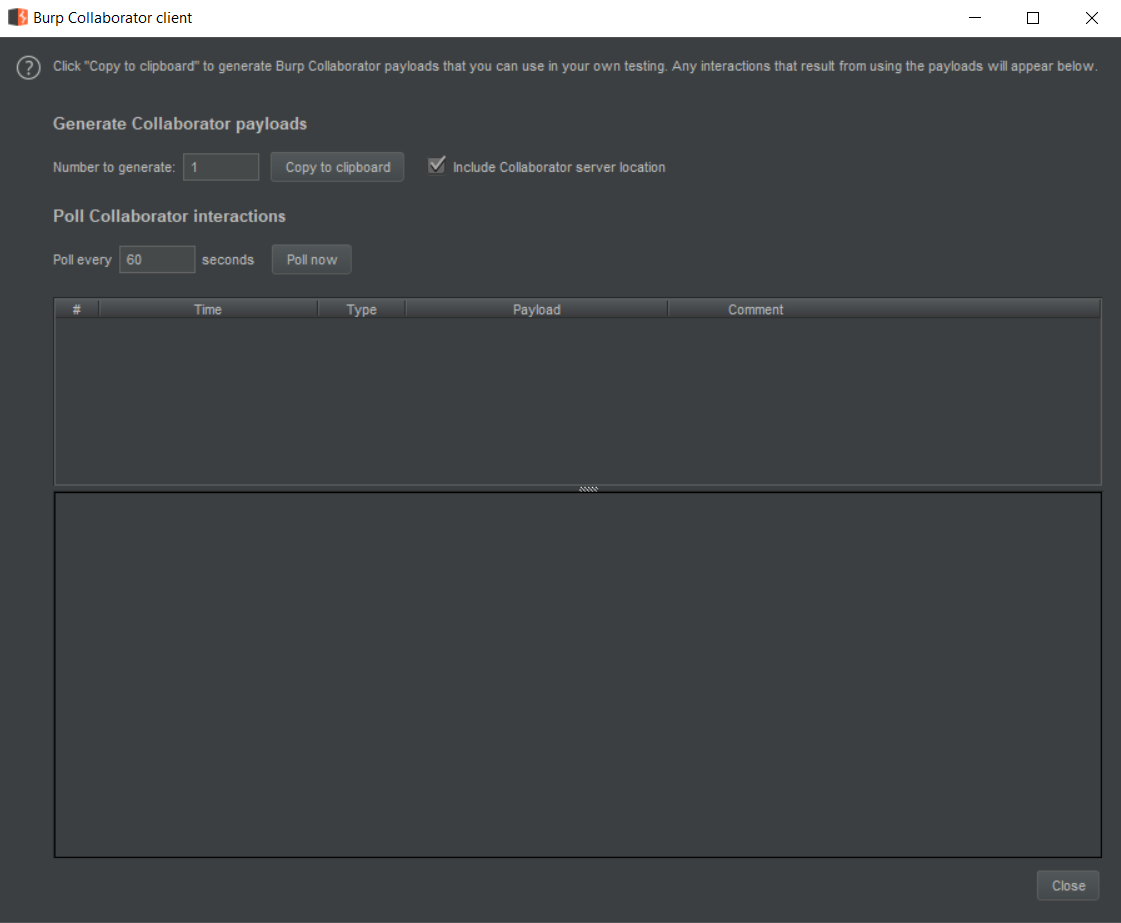 Burp Collaborator client
Click "Copy to clipboard" to generate Burp Collaborator payloads that you can use in your own testing. Any interactions that result from using the payloads will appear below.
Generate Collaborator payloads
Number to generate: 1 Copy to clipboard Include Collaborator server location
Poll Collaborator interactions
Poll every 60 seconds Poll now
# Time Type Payload Comment
Close